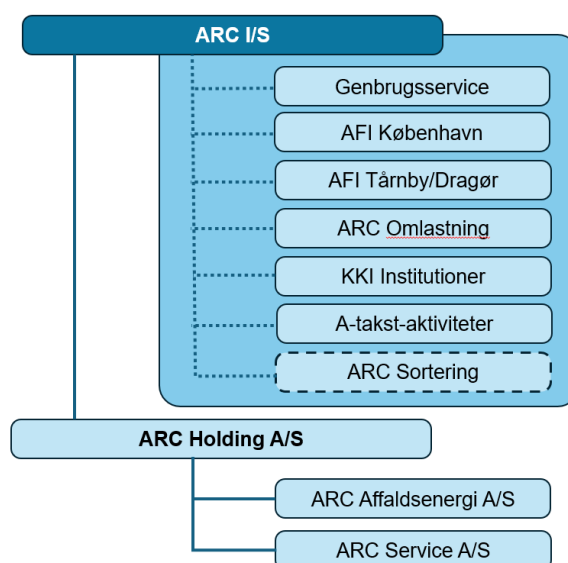 ARC I/S
Genbrugsservice
AFI København
AFI Tårnby/Dragør
ARC Omlastning
KKI Institutioner
A-takst-aktiviteter
ARC Sortering
ARC Holding A/S
ARC Affaldsenergi A/S
ARC Service A/S